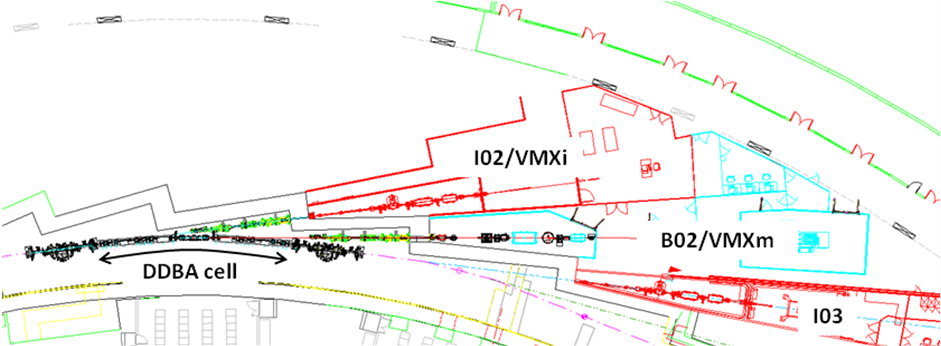 I02/VMXi
B02/VMXm
DDBA cell
I03